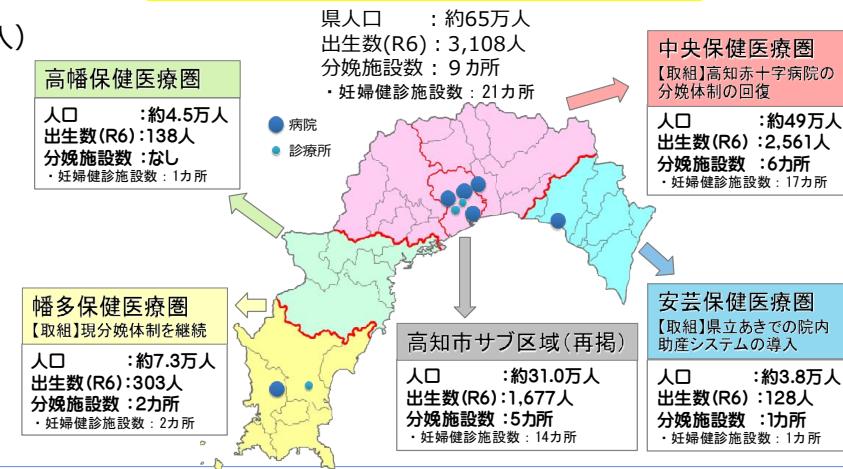 人)
県人口　　：約65万人
出生数(R6)：3,108人
分娩施設数：9カ所
・妊婦健診施設数：21カ所
中央保健医療圏
【取組】高知赤十字病院の
分娩体制の回復
人口　　：約49万人
出生数(R6)：2,561人
分娩施設数：6カ所
・妊婦健診施設数：17カ所
高幡保健医療圏
人口　　：約4.5万人
出生数(R6)：138人
分娩施設数：なし
・妊婦健診施設数：1カ所
病院
診療所
幡多保健医療圏
【取組】現分娩体制を継続
人口　　：約7.3万人
出生数(R6)：303人
分娩施設数：2カ所
・妊婦健診施設数：2カ所
高知市サブ区域(再掲)
人口　　：約31.0万人
出生数(R6)：1,677人
分娩施設数：5カ所
・妊婦健診施設数：14カ所
安芸保健医療圏
【取組】県立あきでの院内
助産システムの導入
人口　　：約3.8万人
出生数(R6)：128人
分娩施設数：1カ所
・妊婦健診施設数：1カ所